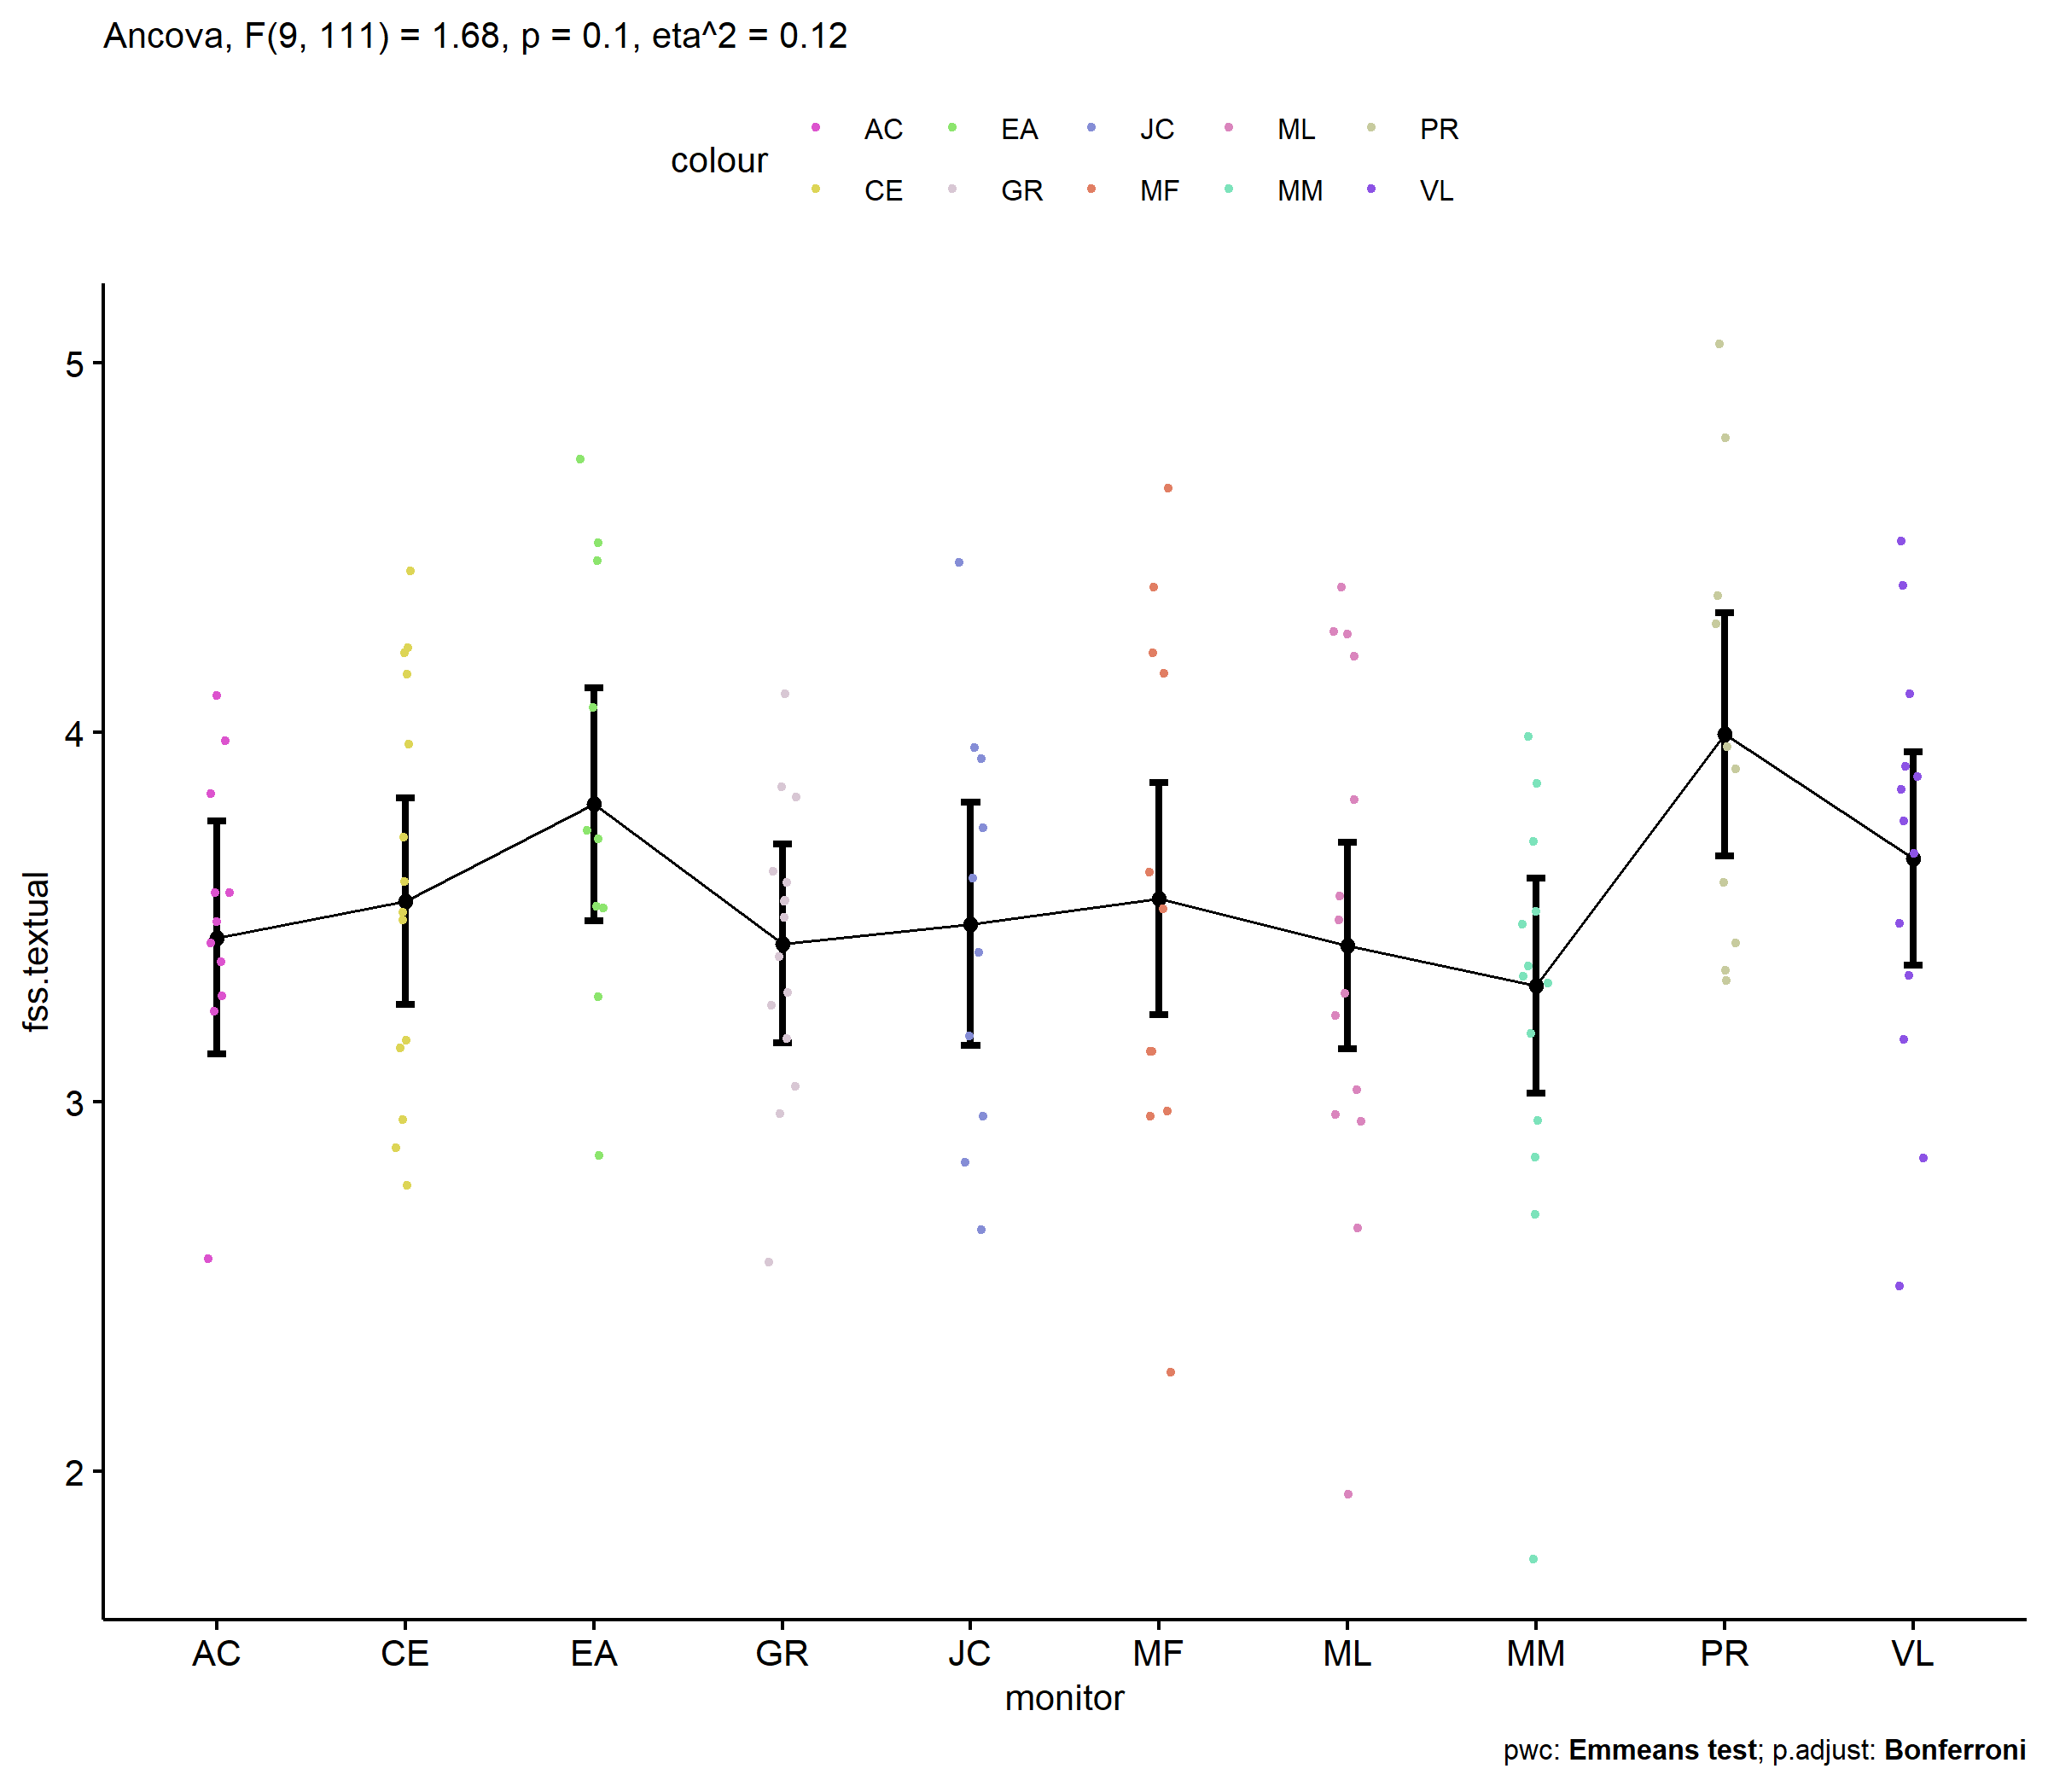 Ancova, F(9, 111) = 1.68, p = 0.1, eta^2 = 0.12
colour
AC EA JC ML PR
CE GR MF MM VL
5
4
3
2
fss.textual
AC CE EA GR JC MF ML MM PR VL
monitor
pwc: Emmeans test; p.adjust: Bonferroni